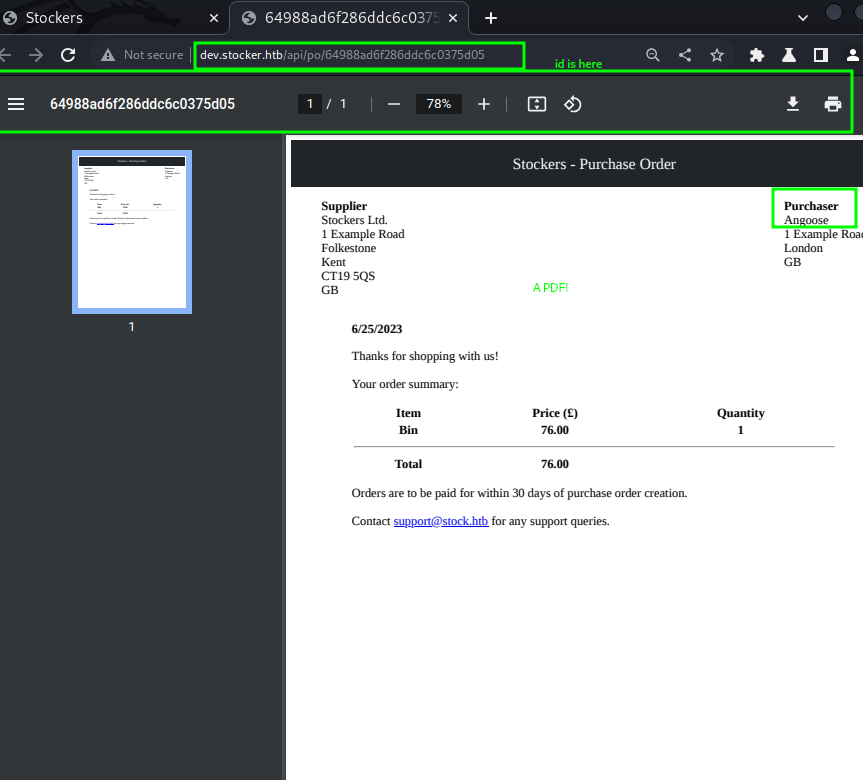 Stockers
64988ad6f286ddc6c0375
Not secure
dev.stocker.htb/api/po/64988ad6f286ddc6c0375d05
id is here
64988ad6f286ddc6c0375d05
1 / 1
78%
Stockers - Purchase Order
Supplier
Stockers Ltd.
1 Example Road
Folkestone
Kent
CT19 5QS
GB
Purchaser
Angoose
1 Example Road
London
GB
A PDF!
1
6/25/2023
Thanks for shopping with us!
Your order summary:
Item Price (£) Quantity
Bin 76.00 1
Total 76.00
Orders are to be paid for within 30 days of purchase order creation.
Contact support@stock.htb for any support queries.